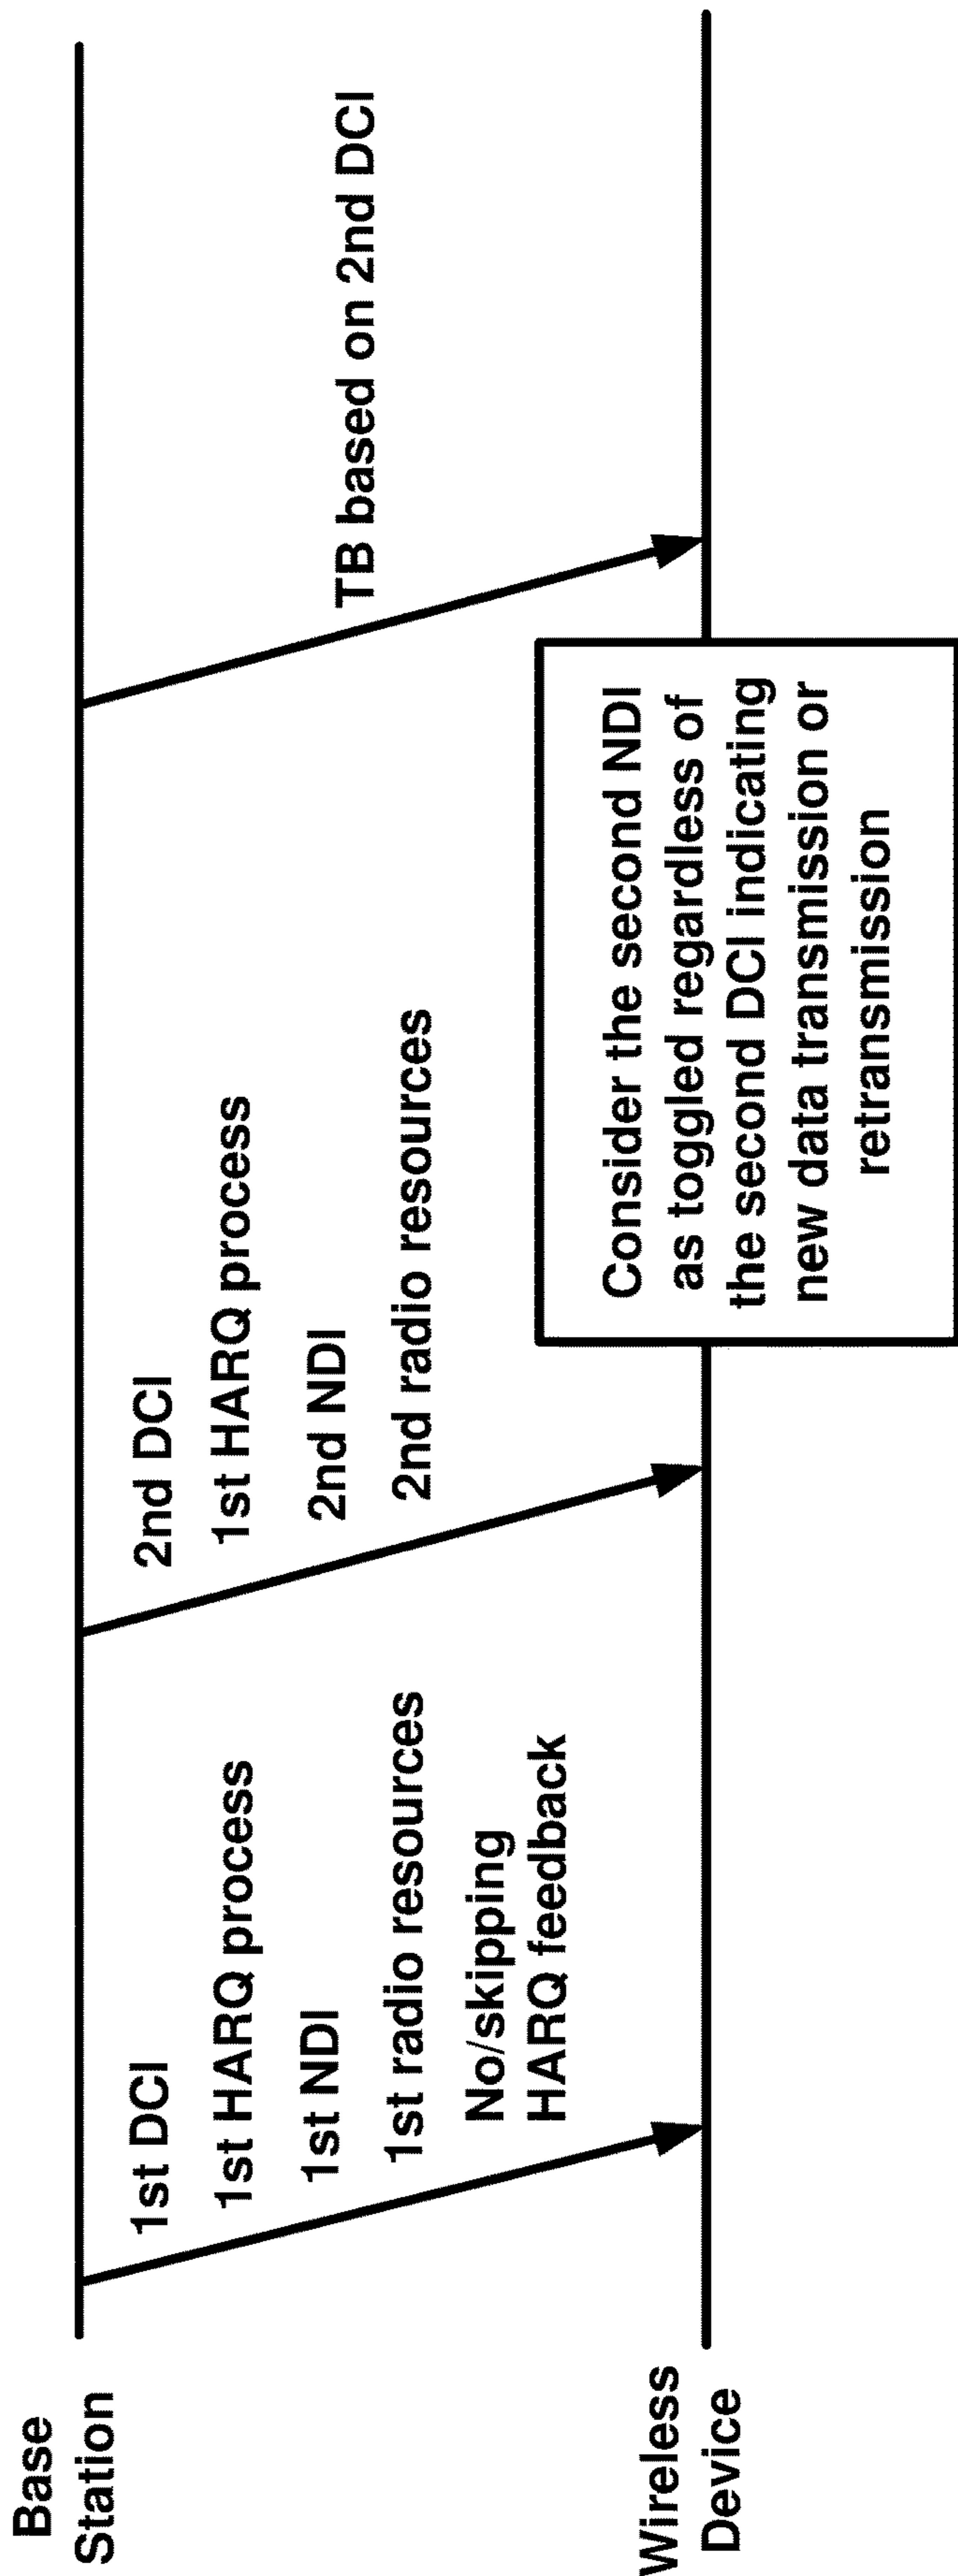 Base
Station
1st DCI
1st HARQ process
1st NDI
1st radio resources
No/skipping
HARQ feedback
2nd DCI
1st HARQ process
2nd NDI
2nd radio resources
TB based on 2nd DCI
Wireless
Device
Consider the second NDI
as toggled regardless of
the second DCI indicating
new data transmission or
retransmission